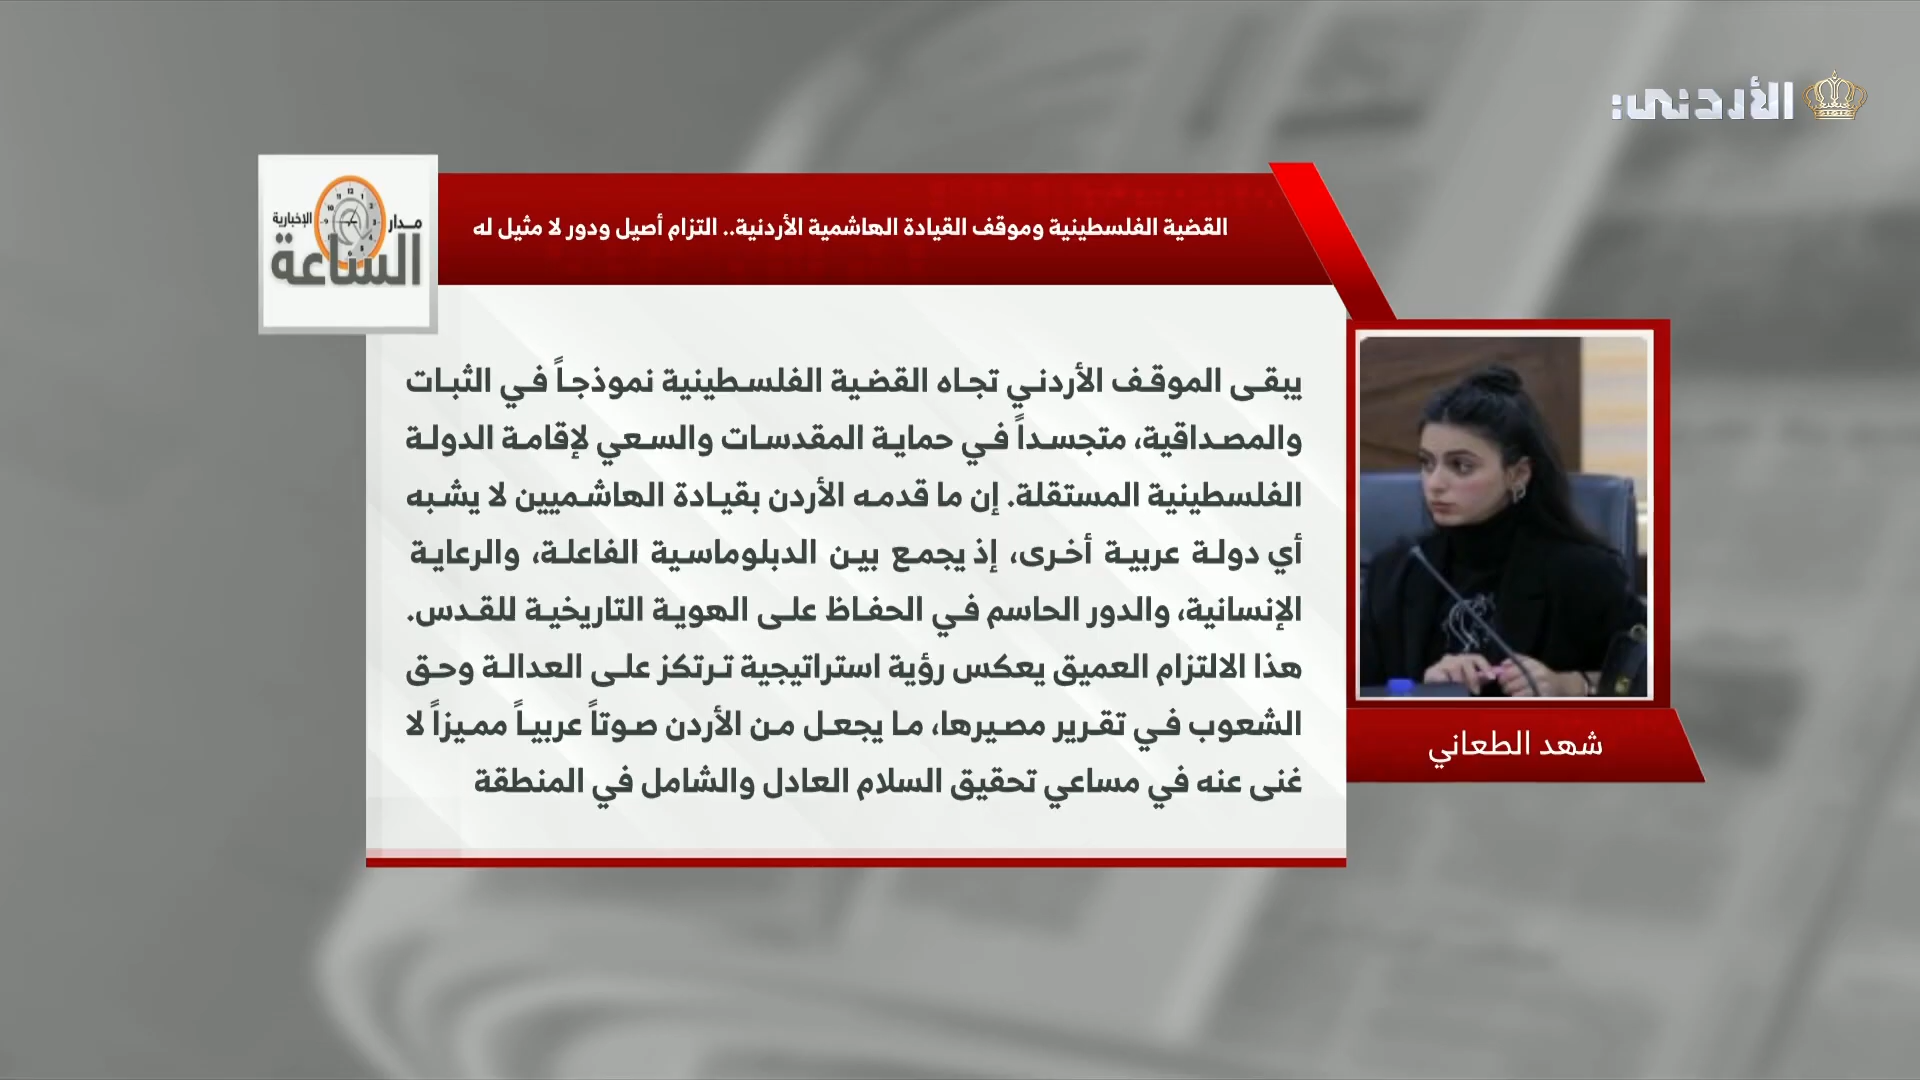 الأردني:
مدار
الإخبارية
الساعة
القضية الفلسطينية وموقف القيادة الهاشمية الأردنية.. التزام أصيل ودور لا مثيل له
يبقى الموقف الأردني تجاه القضية الفلسطينية نموذجاً في الثبات
والمصداقية، متجسداً في حماية المقدسات والسعي لإقامة الدولة
الفلسطينية المستقلة. إن ما قدمه الأردن بقيادة الهاشميين لا يشبه
أي دولة عربية أخرى، إذ يجمع بين الدبلوماسية الفاعلة، والرعاية
الإنسانية، والدور الحاسم في الحفاظ على الهوية التاريخية للقدس.
هذا الالتزام العميق يعكس رؤية استراتيجية ترتكز على العدالة وحق
الشعوب في تقرير مصيرها، ما يجعل من الأردن صوتاً عربياً مميزاً لا
غنى عنه في مساعي تحقيق السلام العادل والشامل في المنطقة
شهد الطعاني